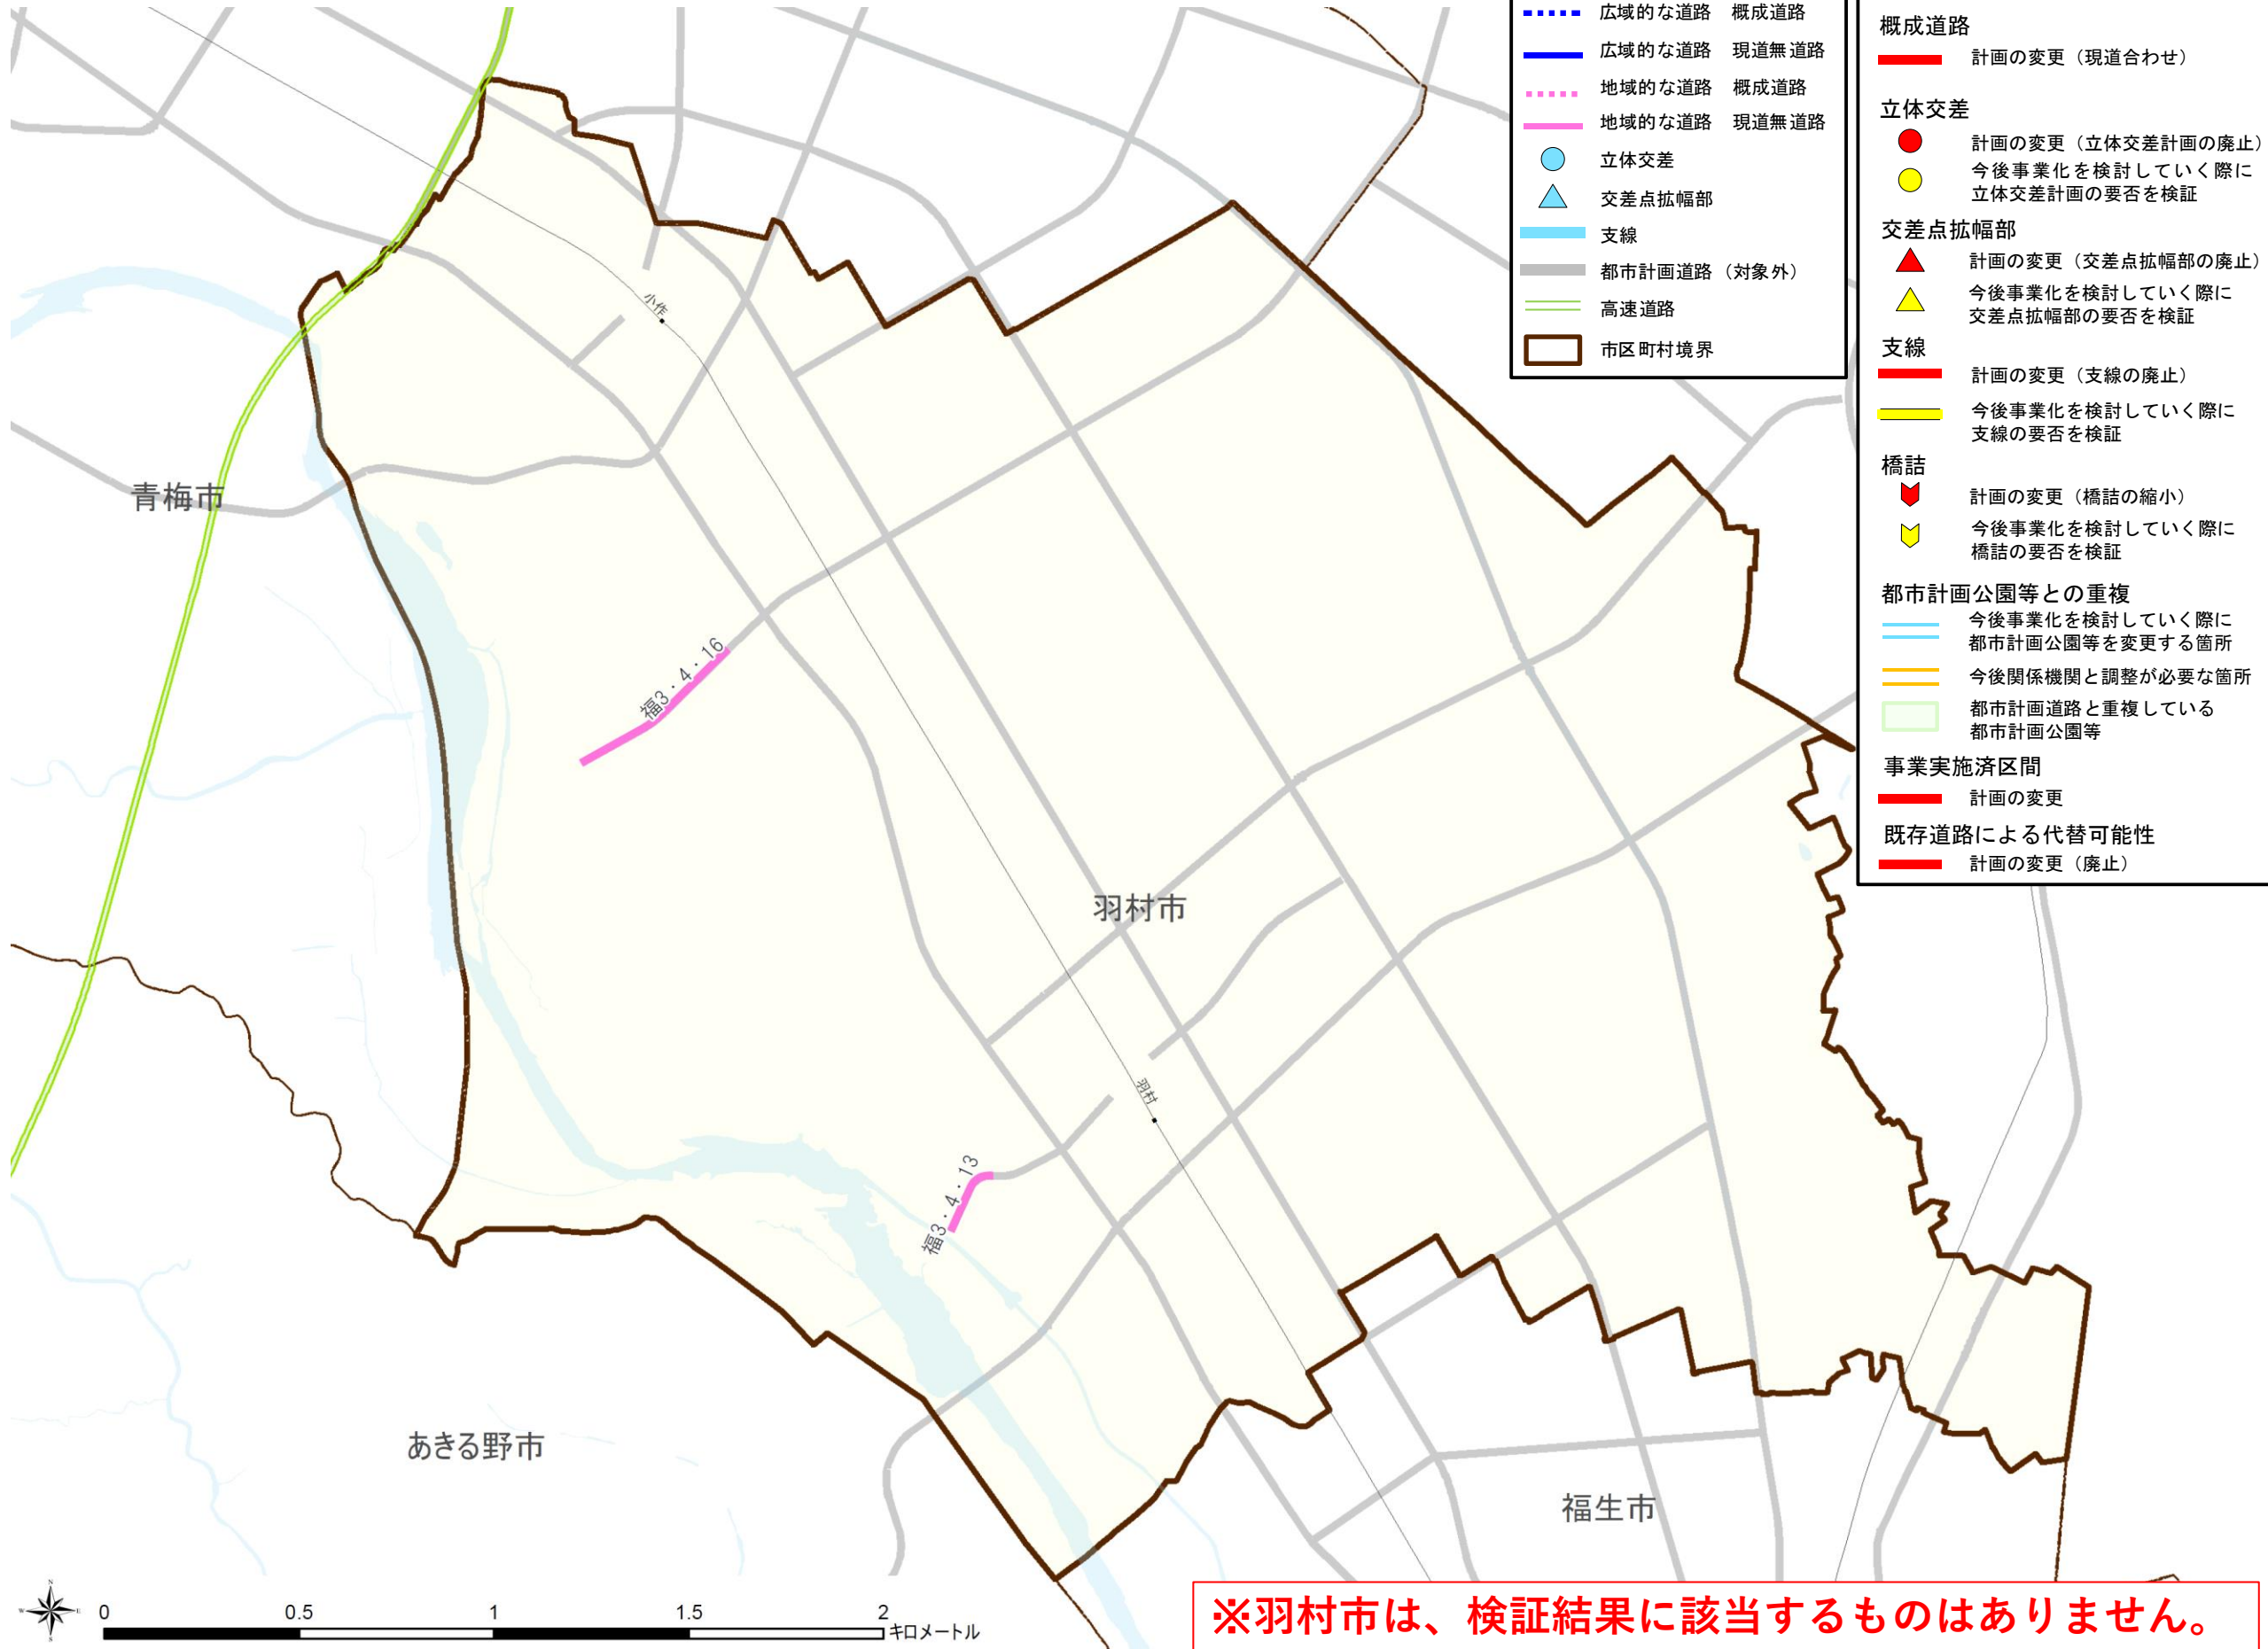 広域的な道路 概成道路
広域的な道路 現道無道路
地域的な道路 概成道路
地域的な道路 現道無道路
立体交差
交差点拡幅部
支線
都市計画道路（対象外）
高速道路
市区町村境界
概成道路
計画の変更（現道合わせ）
立体交差
計画の変更（立体交差計画の廃止）
今後事業化を検討していく際に
立体交差計画の要否を検証
交差点拡幅部
計画の変更（交差点拡幅部の廃止）
今後事業化を検討していく際に
交差点拡幅部の要否を検証
支線
計画の変更（支線の廃止）
今後事業化を検討していく際に
支線の要否を検証
橋詰
計画の変更（橋詰の縮小）
今後事業化を検討していく際に
橋詰の要否を検証
都市計画公園等との重複
今後事業化を検討していく際に
都市計画公園等を変更する箇所
今後関係機関と調整が必要な箇所
都市計画道路と重複している
都市計画公園等
事業実施済区間
計画の変更
既存道路による代替可能性
計画の変更（廃止）
小作
青梅市
福3・4・16
羽村市
羽村
福3・4・13
あきる野市
福生市
N
W E
S
0 0.5 1 1.5 2
キロメートル
※羽村市は、検証結果に該当するものはありません。